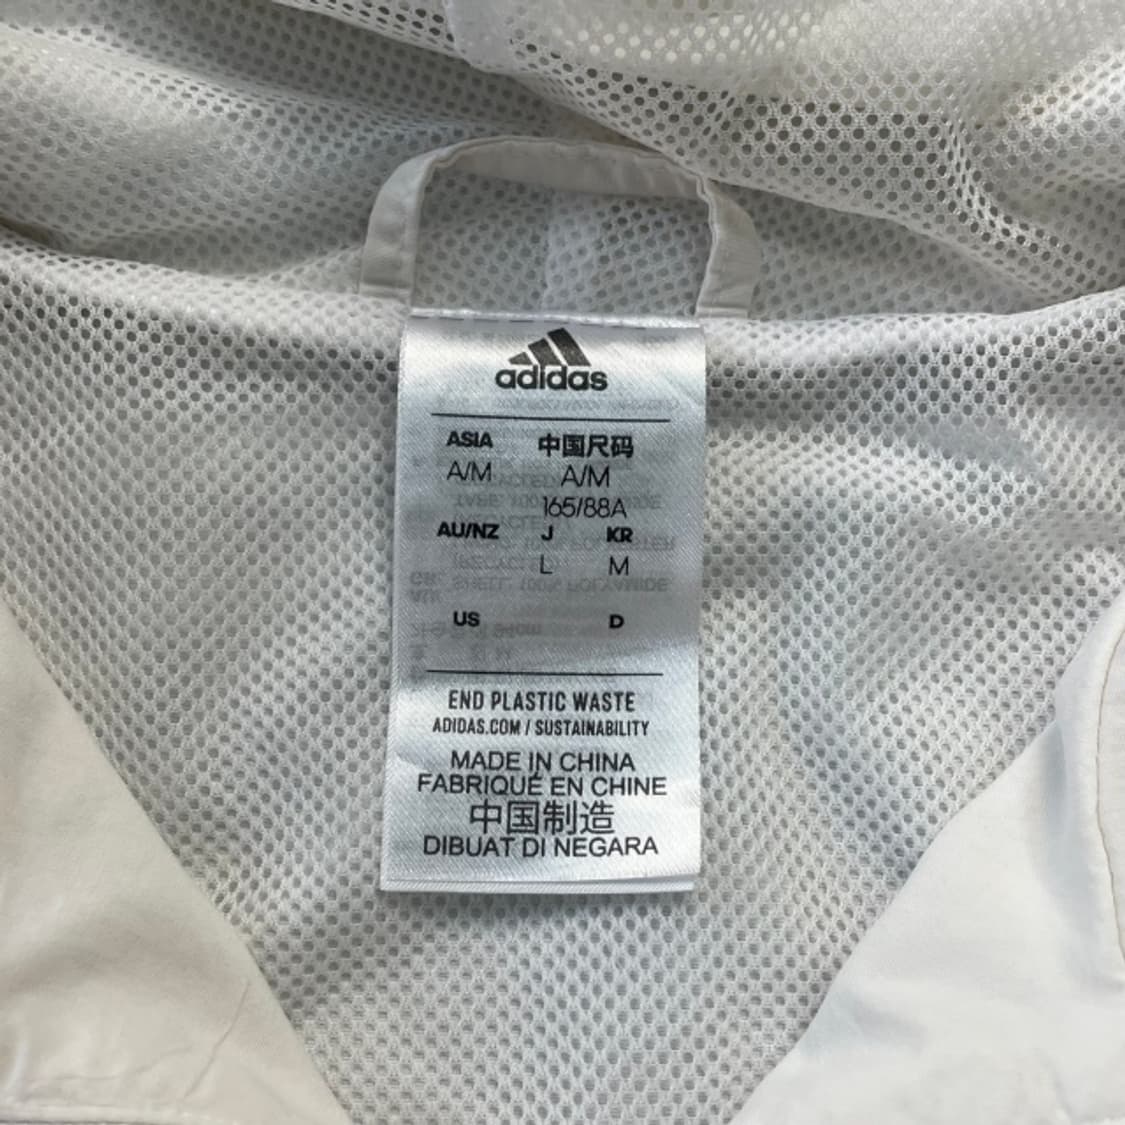 adidas
ASIA 中国尺码
A/M A/M
165/88A
AU/NZ J KR
L M
US D
END PLASTIC WASTE
ADIDAS.COM / SUSTAINABILITY
MADE IN CHINA
FABRIQUÉ EN CHINE
中国制造
DIBUAT DI NEGARA